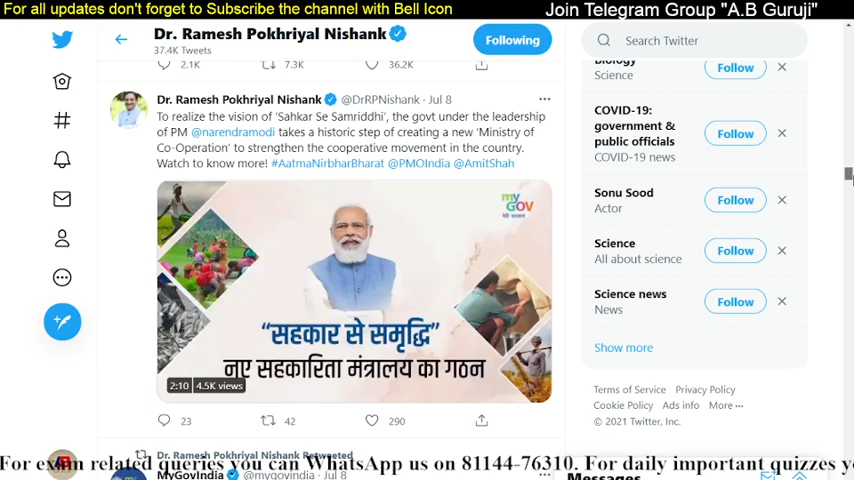 For all updates don't forget to Subscribe the channel with Bell Icon
Join Telegram Group "A.B Guruji"
Dr. Ramesh Pokhriyal Nishank
37.4K Tweets
Following
Search Twitter
2.1K
7.3K
36.2K
Dr. Ramesh Pokhriyal Nishank @DrRPNishank · Jul 8
To realize the vision of 'Sahkar Se Samriddhi', the govt under the leadership
of PM @narendramodi takes a historic step of creating a new 'Ministry of
Co-Operation' to strengthen the cooperative movement in the country.
Watch to know more! #AatmaNirbharBharat @PMOIndia @AmitShah
my
GOV
मेरी सरकार
“सहकार से समृद्धि”
नए सहकारिता मंत्रालय का गठन
2:10
4.5K views
23
42
290
Dr. Ramesh Pokhriyal Nishank Retweeted
MyGovIndia @mygovindia · Jul 8
biology
Science
Follow
COVID-19:
government &
public officials
COVID-19 news
Follow
Sonu Sood
Actor
Follow
Science
All about science
Follow
Science news
News
Follow
Show more
Terms of Service Privacy Policy
Cookie Policy Ads info More
© 2021 Twitter, Inc.
For exam related queries you can WhatsApp us on 81144-76310. For daily important quizzes
Messages